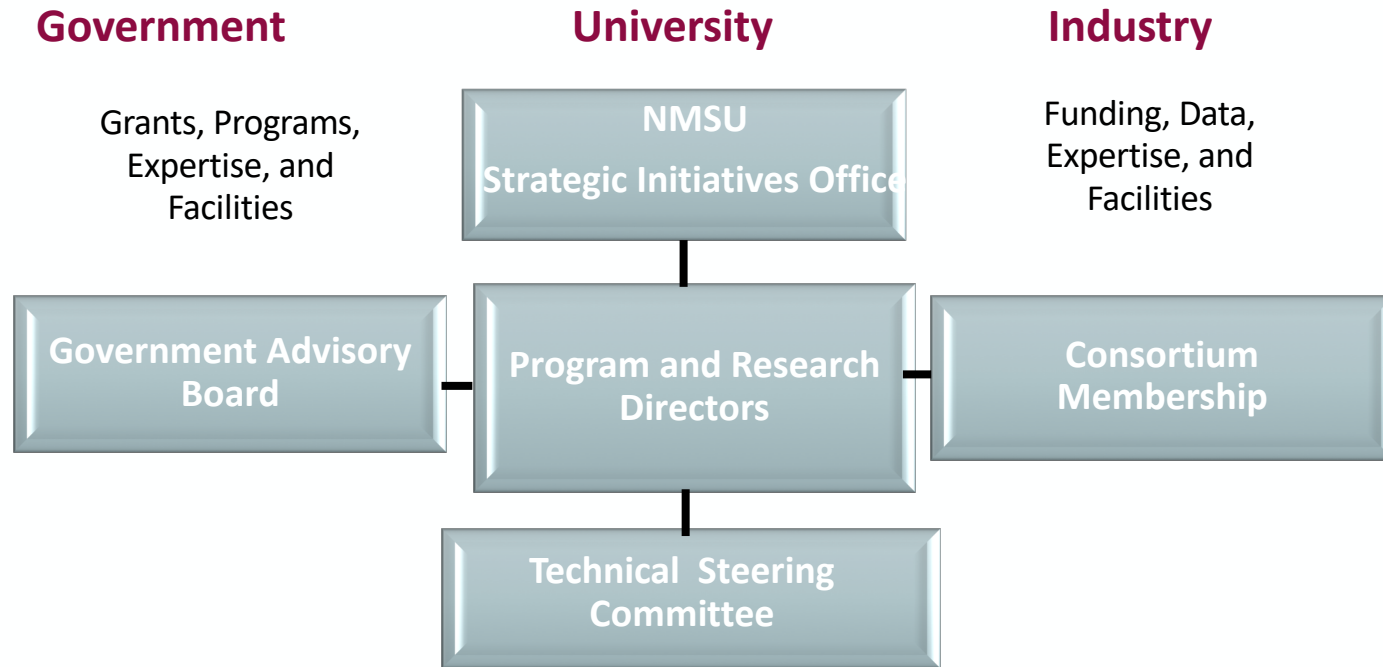 Government
University
Industry
Grants, Programs,
Expertise, and
Facilities
NMSU
Strategic Initiatives Office
Funding, Data,
Expertise, and
Facilities
Government Advisory
Board
Program and Research
Directors
Consortium
Membership
Technical Steering
Committee